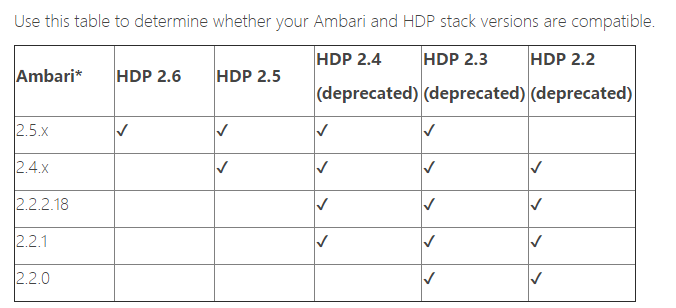 Use this table to determine whether your Ambari and HDP stack versions are compatible.
Ambari* HDP 2.6 HDP 2.5 HDP 2.4 (deprecated) HDP 2.3 (deprecated) HDP 2.2 (deprecated)
2.5.x ✓ ✓ ✓ ✓
2.4.x ✓ ✓ ✓ ✓
2.2.2.18 ✓ ✓ ✓
2.2.1 ✓ ✓ ✓
2.2.0 ✓ ✓